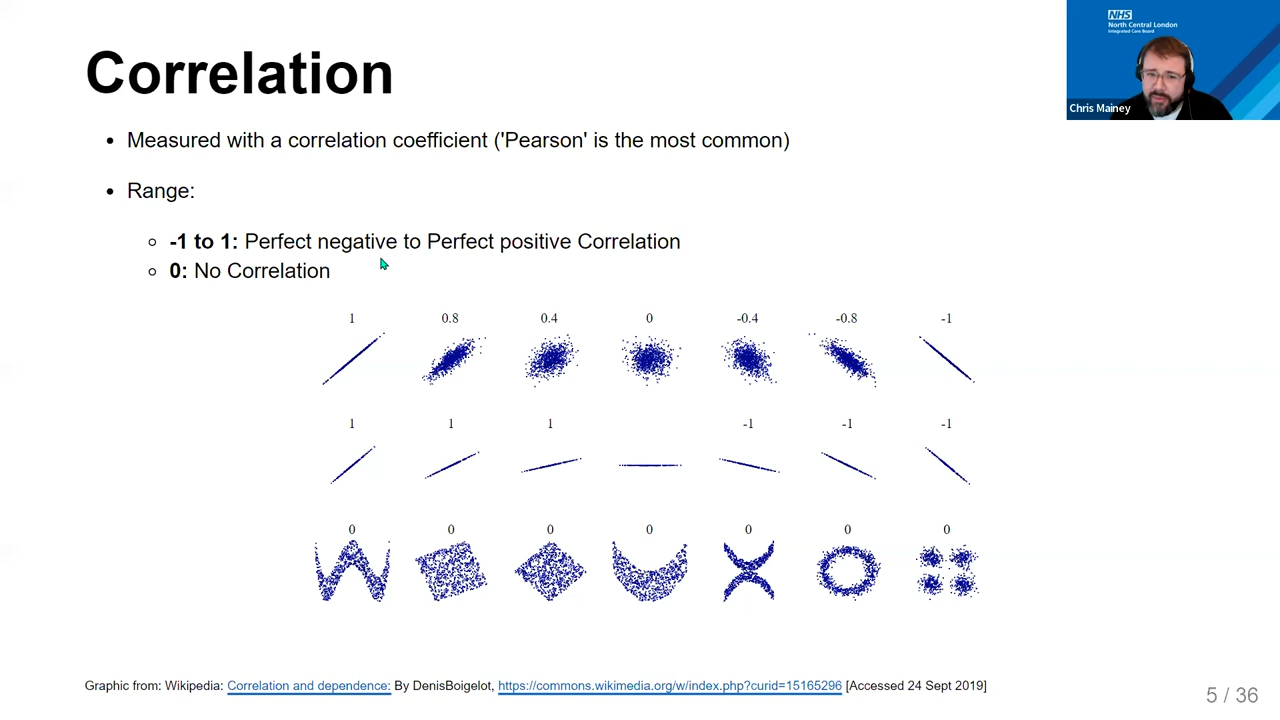 Correlation
NHS
North Central London
Integrated Care Board
Chris Mainey
• Measured with a correlation coefficient ('Pearson' is the most common)
• Range:
○ -1 to 1: Perfect negative to Perfect positive Correlation
○ 0: No Correlation
1 0.8 0.4 0 -0.4 -0.8 -1
1 1 1 -1 -1 -1
0 0 0 0 0 0 0
Graphic from: Wikipedia: Correlation and dependence: By DenisBoigelot, https://commons.wikimedia.org/w/index.php?curid=15165296 [Accessed 24 Sept 2019]
5 / 36